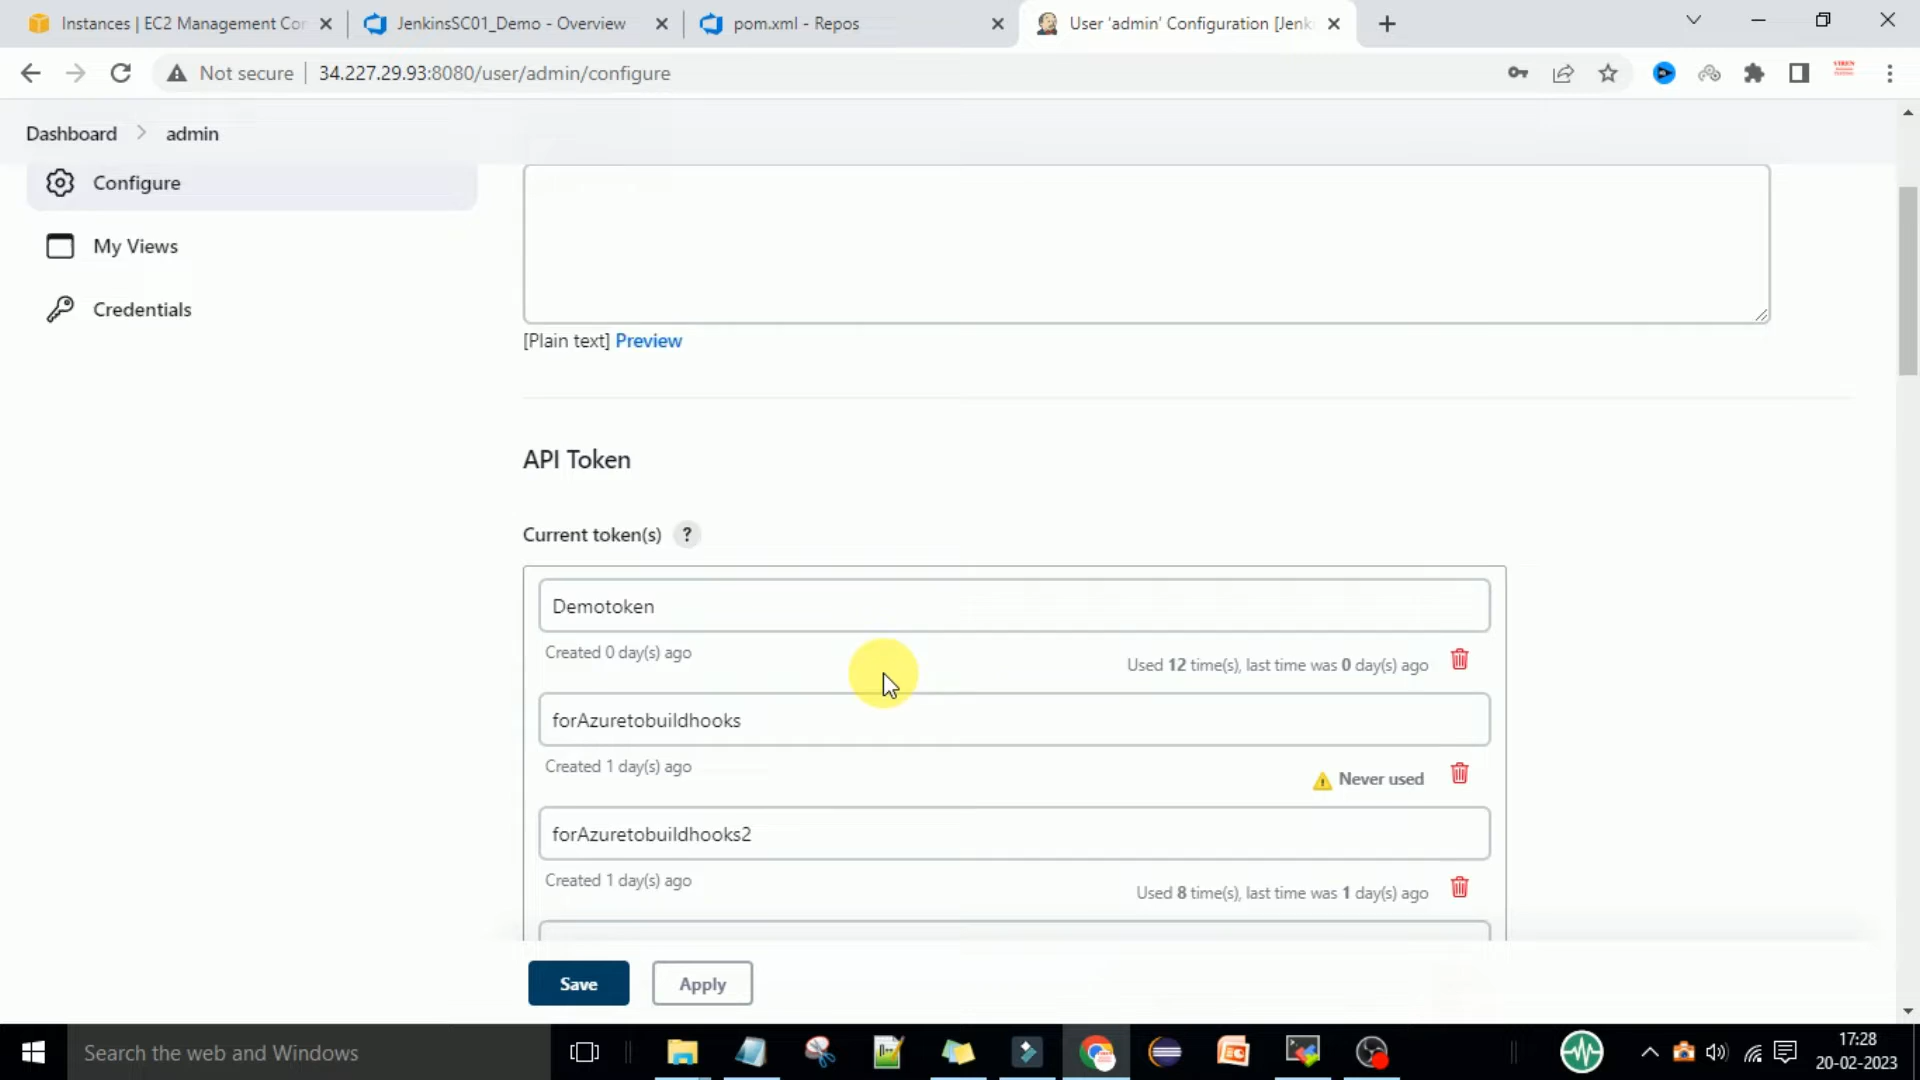 Instances | EC2 Management Cor
JenkinsSC01_Demo - Overview
pom.xml - Repos
User 'admin' Configuration [Jenk
Not secure
34.227.29.93:8080/user/admin/configure
Dashboard
admin
Configure
My Views
Credentials
[Plain text] Preview
API Token
Current token(s) ?
Demotoken
Created 0 day(s) ago
Used 12 time(s), last time was 0 day(s) ago
forAzuretobuildhooks
Created 1 day(s) ago
Never used
forAzuretobuildhooks2
Created 1 day(s) ago
Used 8 time(s), last time was 1 day(s) ago
Save
Apply
Search the web and Windows
17:28
20-02-2023